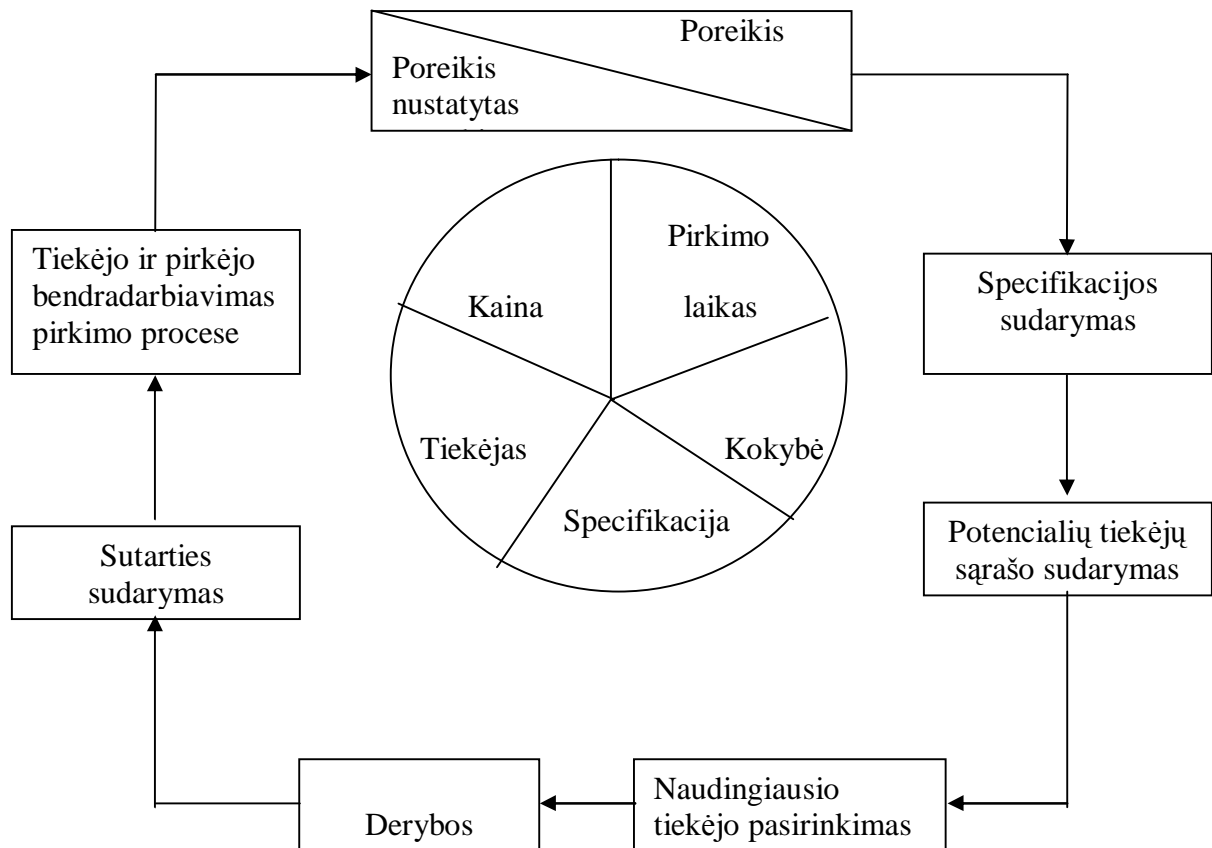 Poreikis
Poreikis
nustatytas
Specifikacijos
sudarymas
Potencialių tiekėjų
sąrašo sudarymas
Naudingiausio
tiekėjo pasirinkimas
Derybos
Sutarties
sudarymas
Tiekėjo ir pirkėjo
bendradarbiavimas
pirkimo procese
Pirkimo
laikas
Kokybė
Specifikacija
Tiekėjas
Kaina